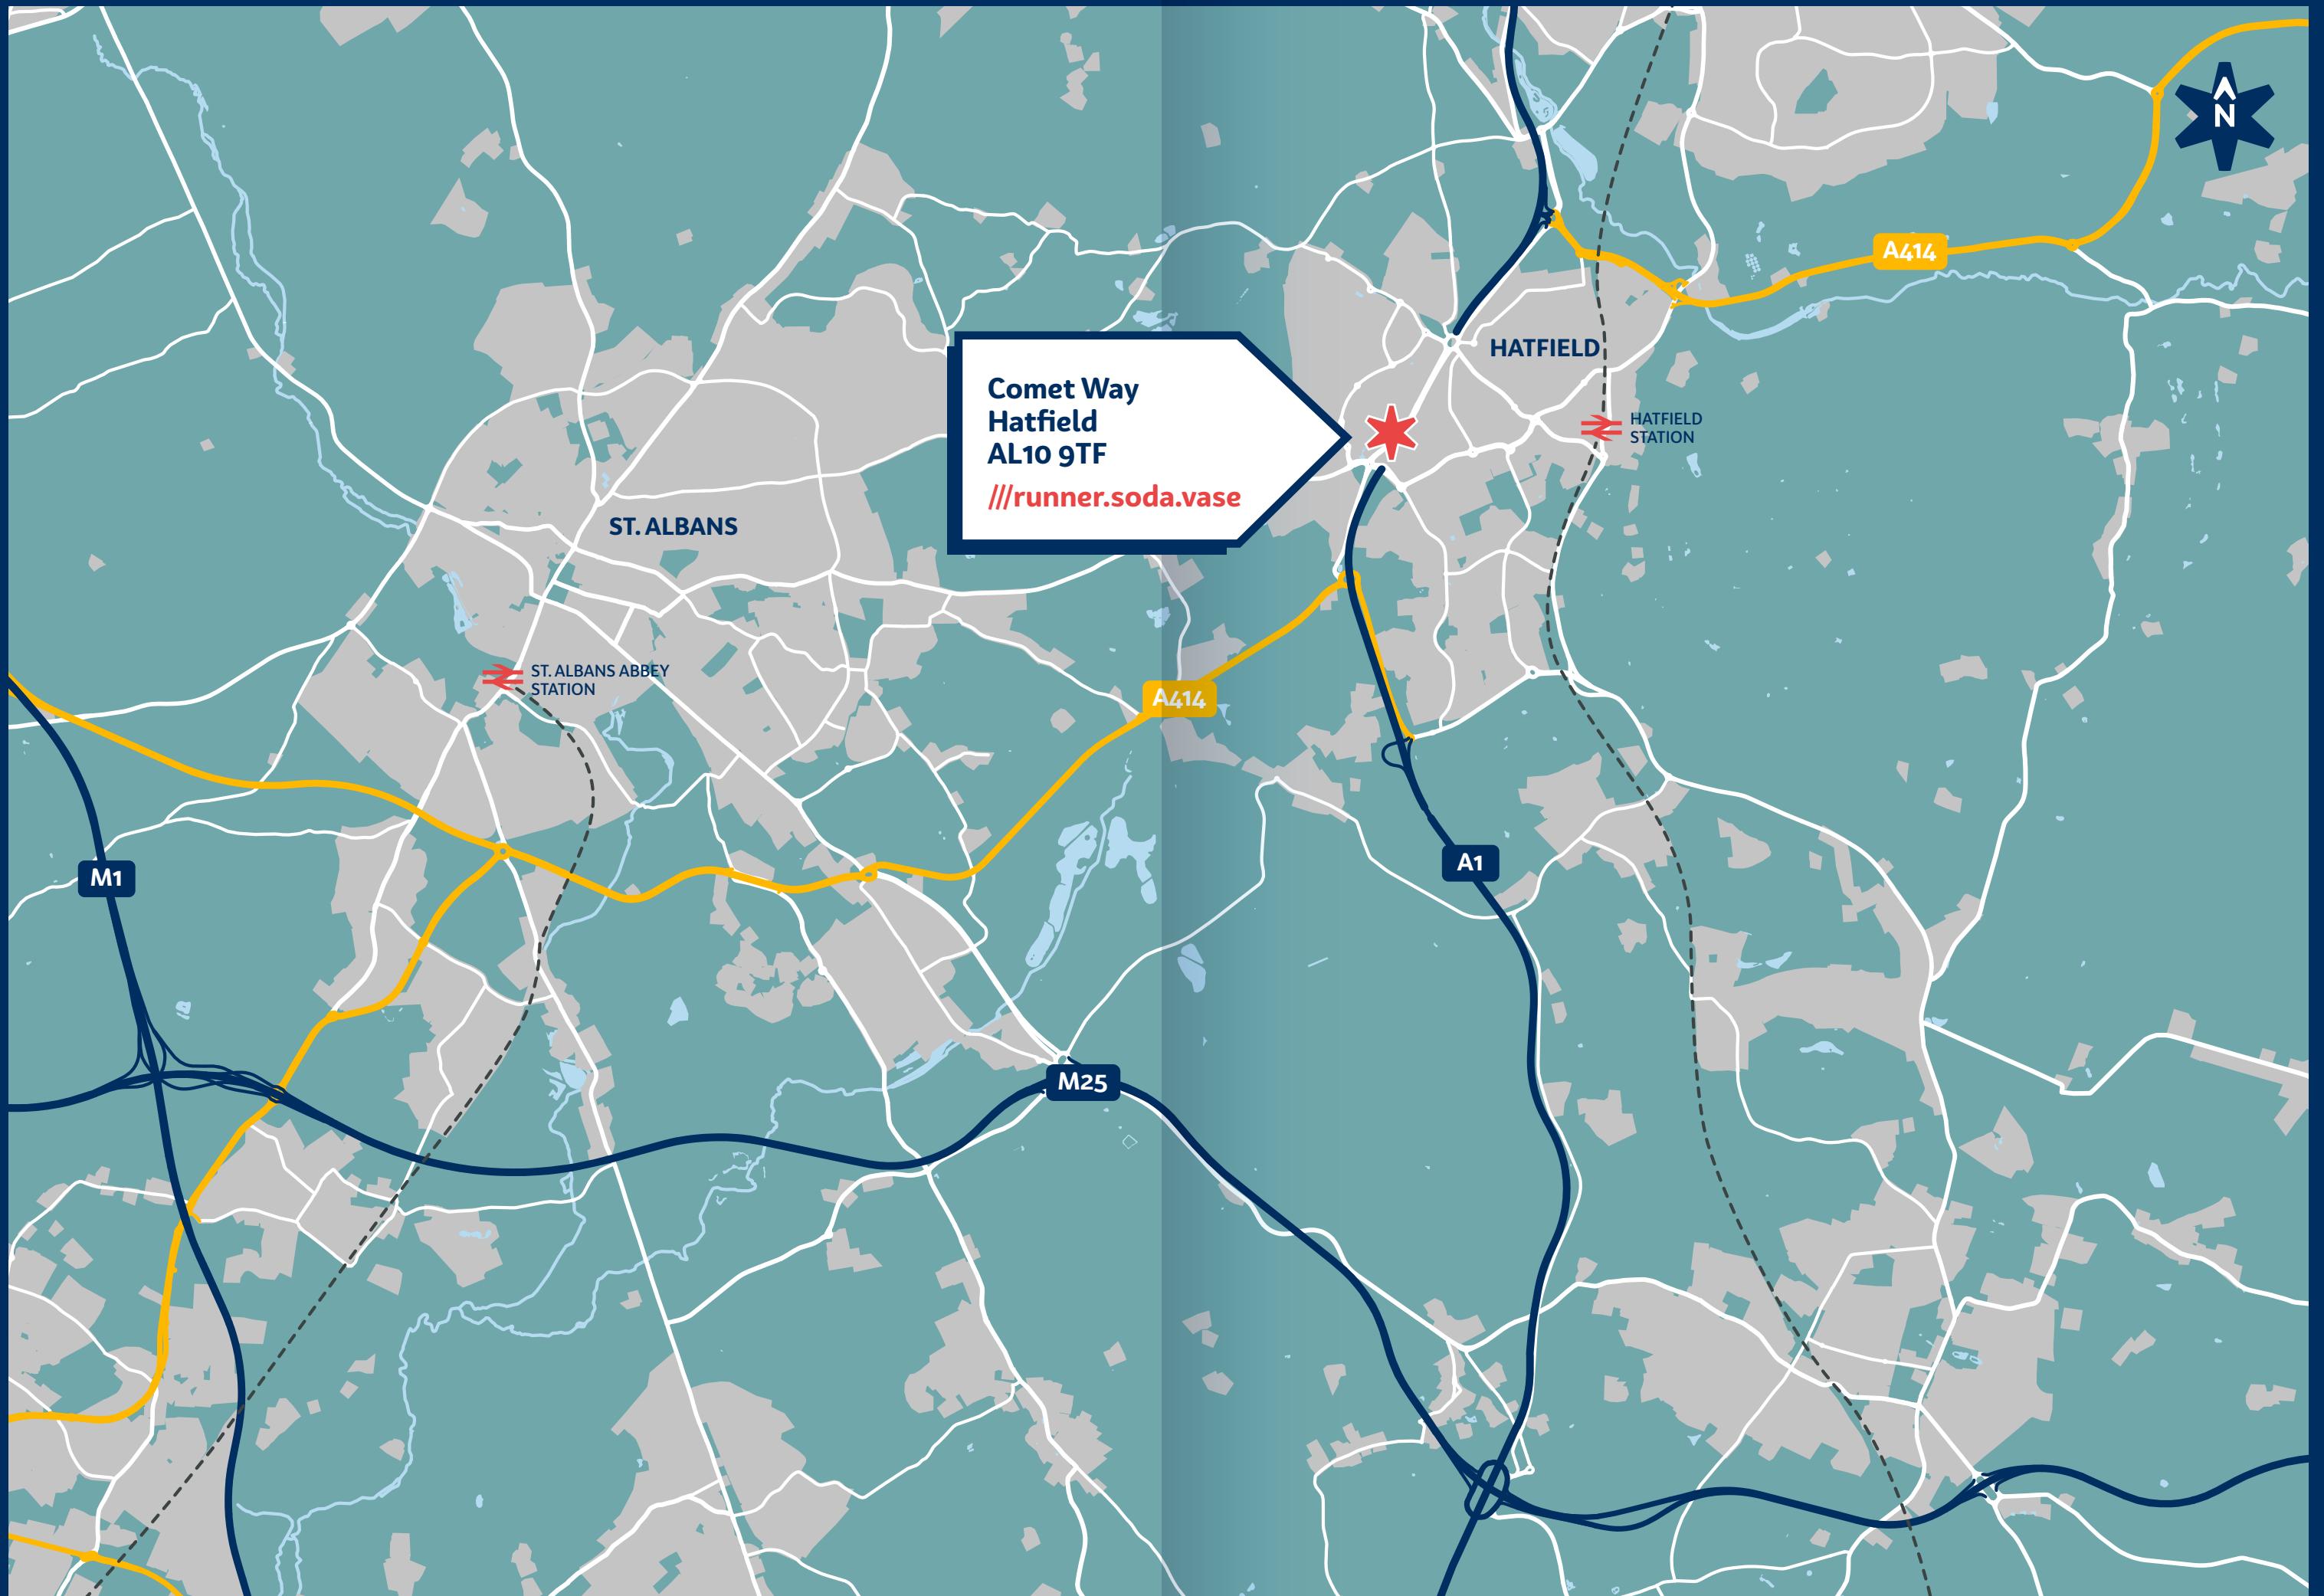 N
A414
HATFIELD
Comet Way
Hatfield
AL10 9TF
///runner.soda.vase
HATFIELD
STATION
ST. ALBANS
ST. ALBANS ABBEY
STATION
A414
A1
M1
M25